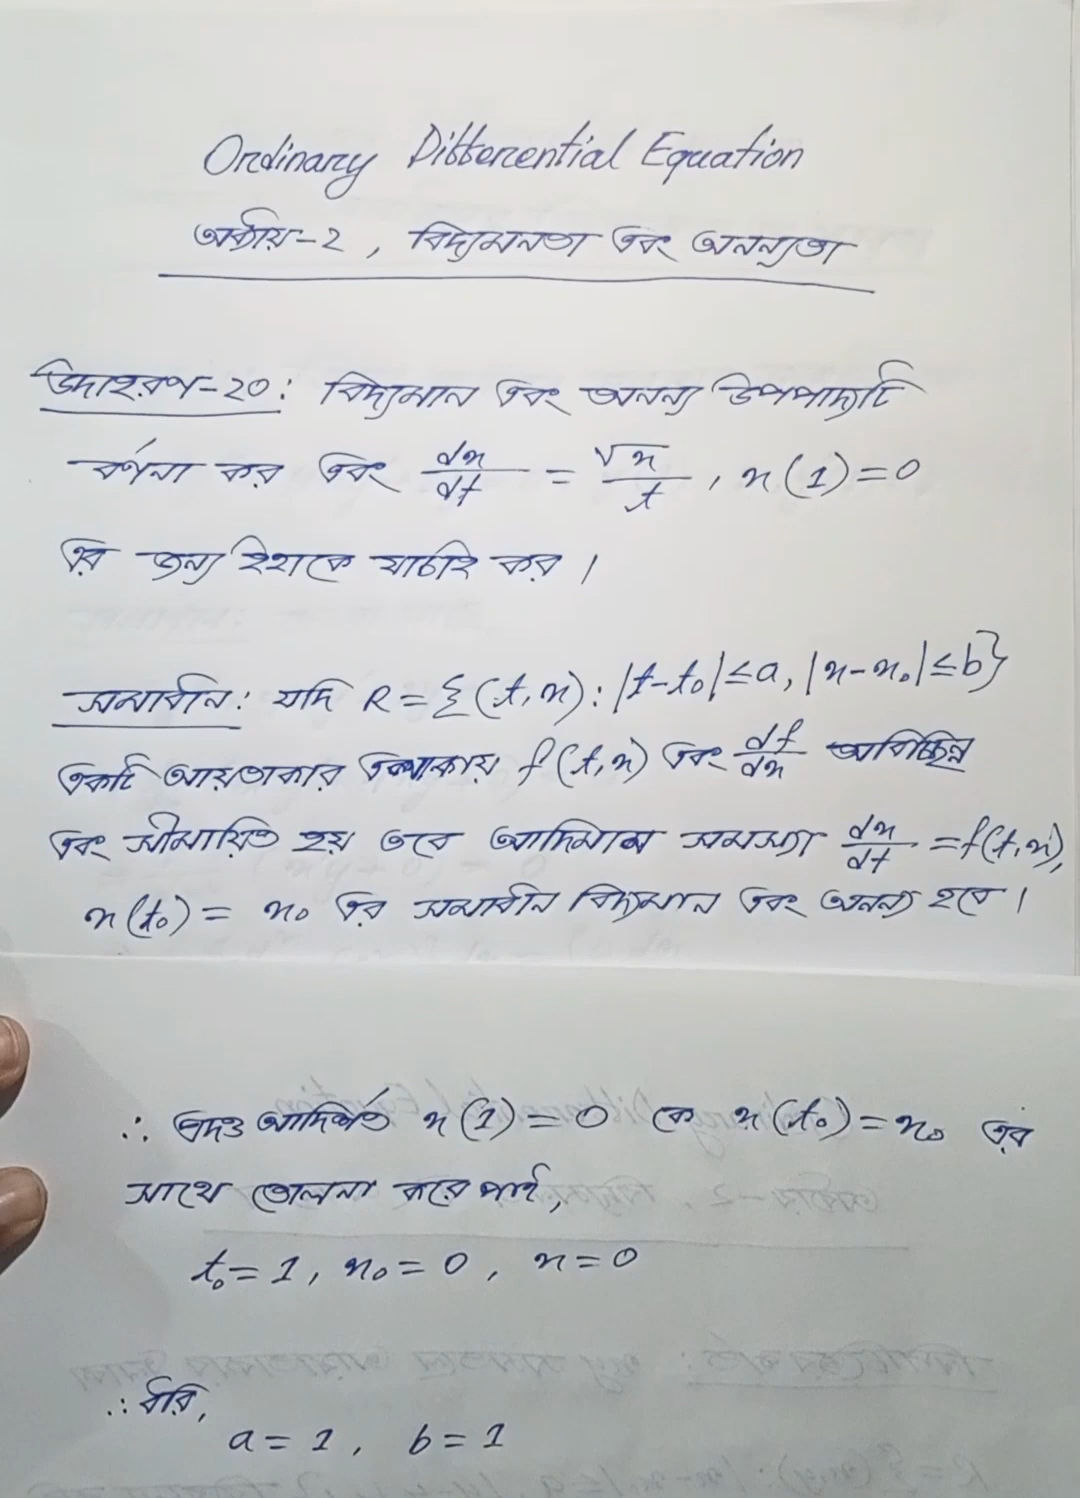 Ordinary Differential Equation
অধ্যায়-2, বিদ্যমানতা এবং অনন্যতা
উদাহরণ-20: বিদ্যমান এবং অনন্য উপপাদ্যটি
বর্ণনা কর এবং dx/dt = √x/t, x(1)=0
এর জন্য ইহাকে যাচাই কর।
সমাধান: যদি R={(t,x): |t-t₀|≤a, |x-x₀|≤b}
একটি আয়তাকার এলাকায় f(t,x) এবং df/dx অবিচ্ছিন্ন
এবং সীমায়িত হয় তবে আদিমান সমস্যা dx/dt =f(t,x),
x(t₀)= x₀ এর সমাধান বিদ্যমান এবং অনন্য হবে।
∴ প্রদত্ত আদিশর্ত x(1)=0 কে x(t₀)=x₀ এর
সাথে তোলনা করে পাই,
t₀=1, x₀=0, x=0
∴ ধরি,
a=1, b=1